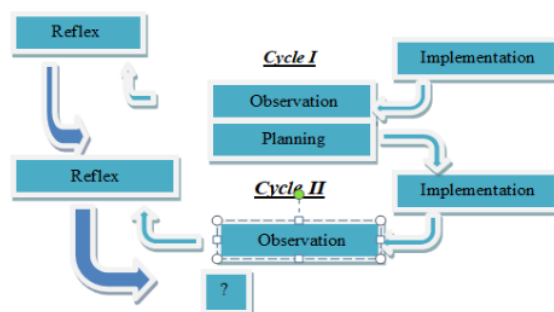 Reflex
Cycle I
Implementation
Observation
Planning
Reflex
Cycle II
Implementation
Observation
?